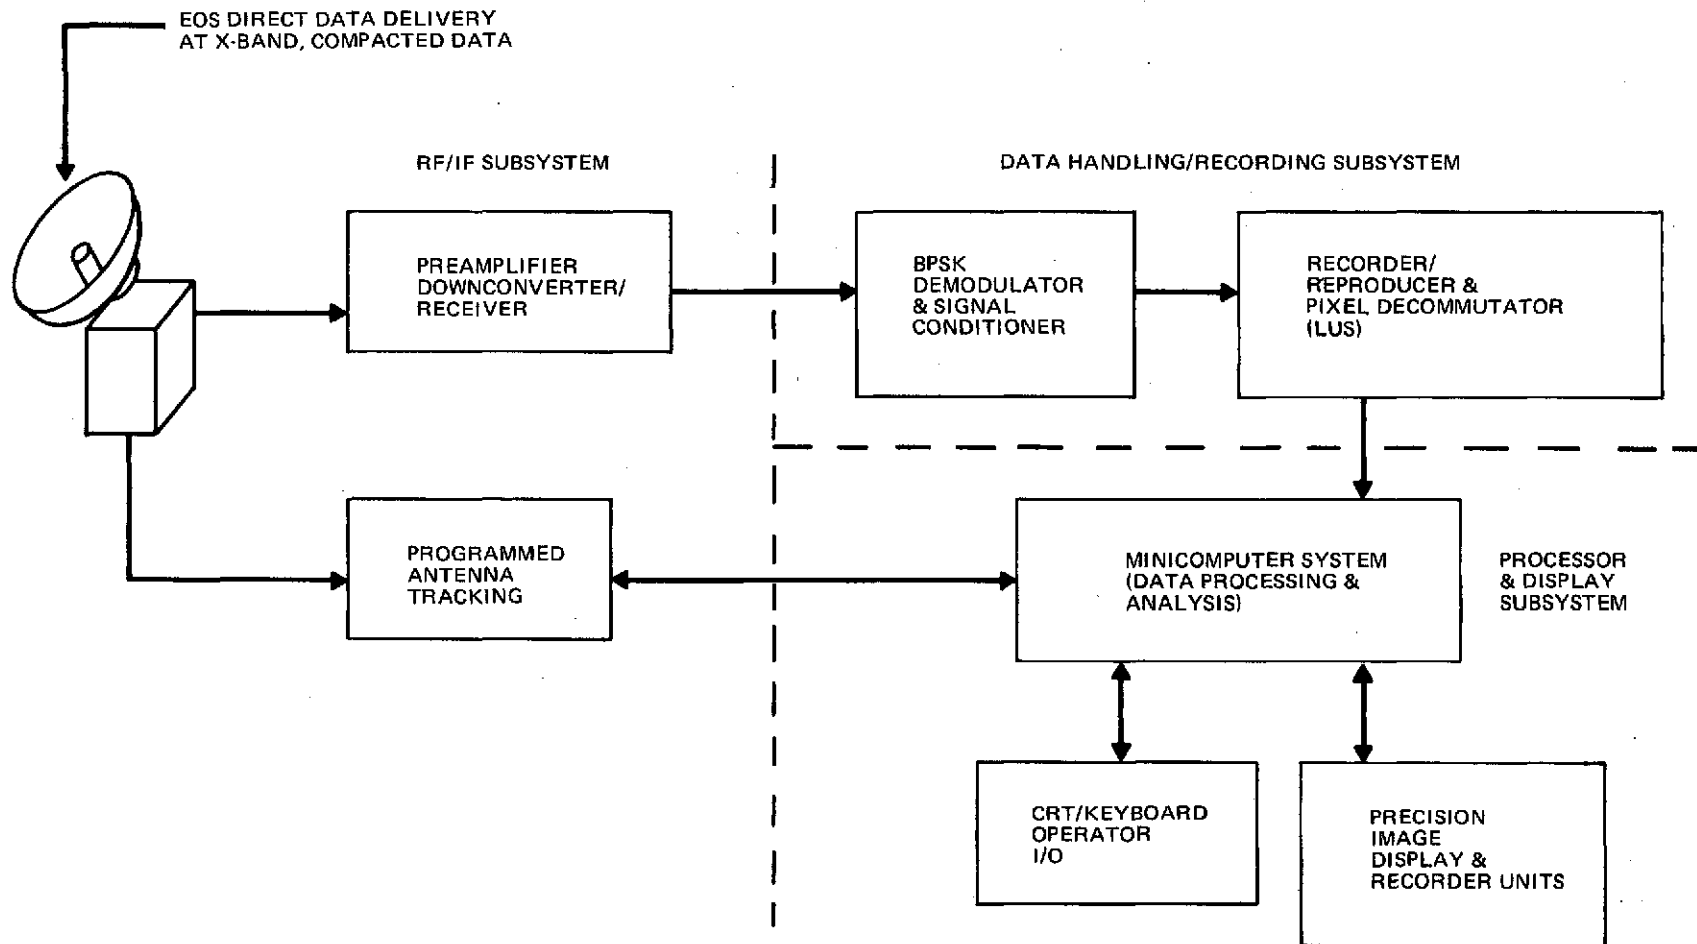 EOS DIRECT DATA DELIVERY
AT X-BAND, COMPACTED DATA
RF/IF SUBSYSTEM
DATA HANDLING/RECORDING SUBSYSTEM
PREAMPLIFIER
DOWNCONVERTER/
RECEIVER
BPSK
DEMODULATOR
& SIGNAL
CONDITIONER
RECORDER/
REPRODUCER &
PIXEL DECOMMUTATOR
(LUS)
PROGRAMMED
ANTENNA
TRACKING
MINICOMPUTER SYSTEM
(DATA PROCESSING &
ANALYSIS)
PROCESSOR
& DISPLAY
SUBSYSTEM
CRT/KEYBOARD
OPERATOR
I/O
PRECISION
IMAGE
DISPLAY &
RECORDER UNITS